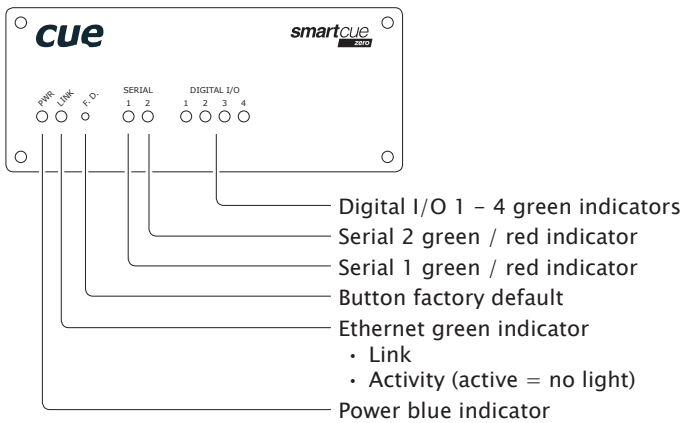 cue
smartcue
zero
PWR LINK F. D. SERIAL DIGITAL I/O
1 2 1 2 3 4
Digital I/O 1 – 4 green indicators
Serial 2 green / red indicator
Serial 1 green / red indicator
Button factory default
Ethernet green indicator
• Link
• Activity (active = no light)
Power blue indicator